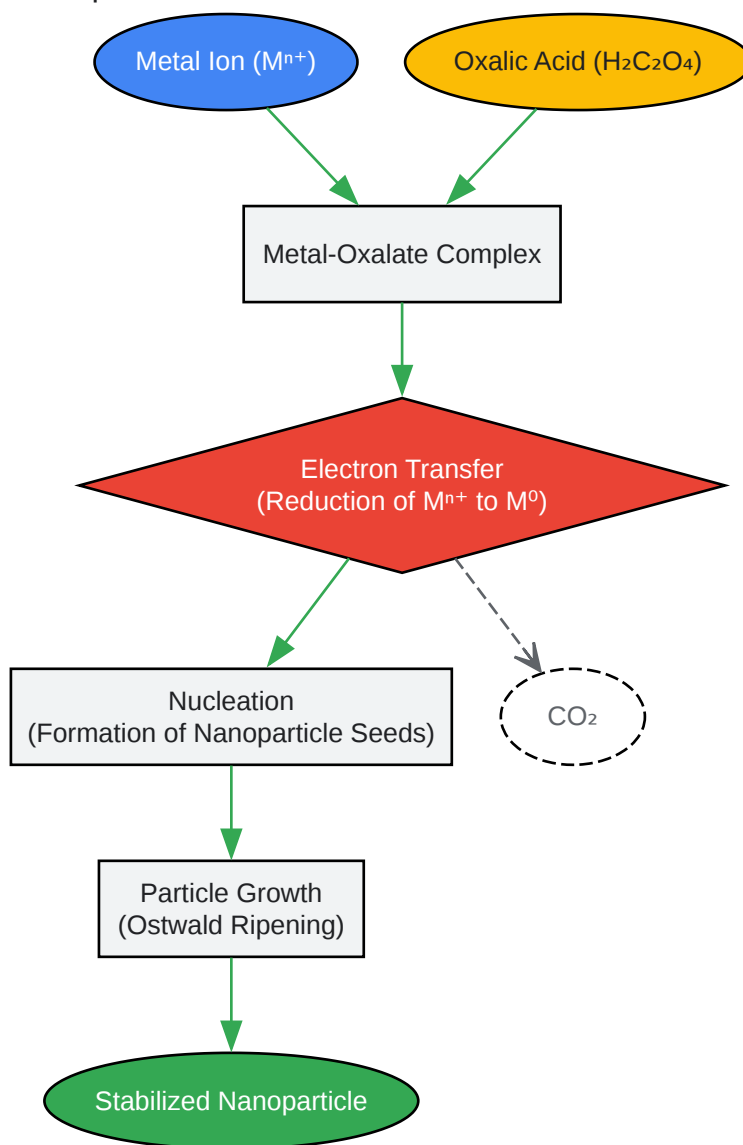 Metal Ion (Mⁿ⁺)
Oxalic Acid (H₂C₂O₄)
Metal-Oxalate Complex
Electron Transfer
(Reduction of Mⁿ⁺ to M⁰)
Nucleation
(Formation of Nanoparticle Seeds)
CO₂
Particle Growth
(Ostwald Ripening)
Stabilized Nanoparticle